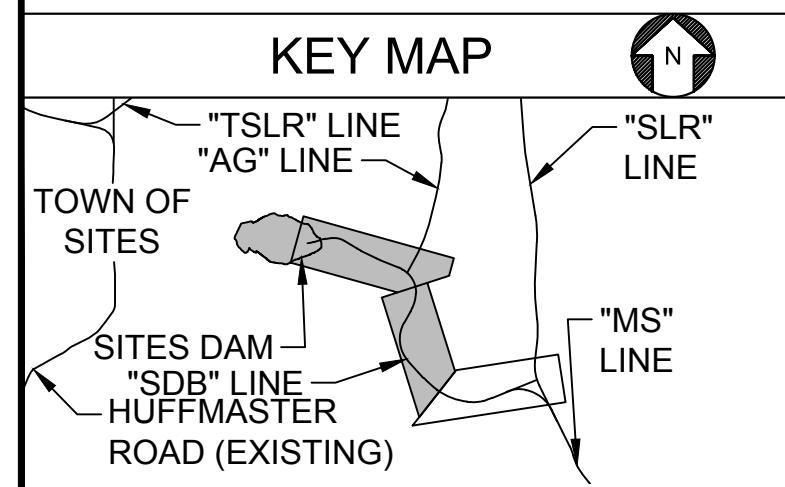 KEY MAP
N
"TSLR" LINE
"AG" LINE
"SLR"
LINE
TOWN OF
SITES
"MS"
LINE
SITES DAM
"SDB" LINE
HUFFMASTER
ROAD (EXISTING)